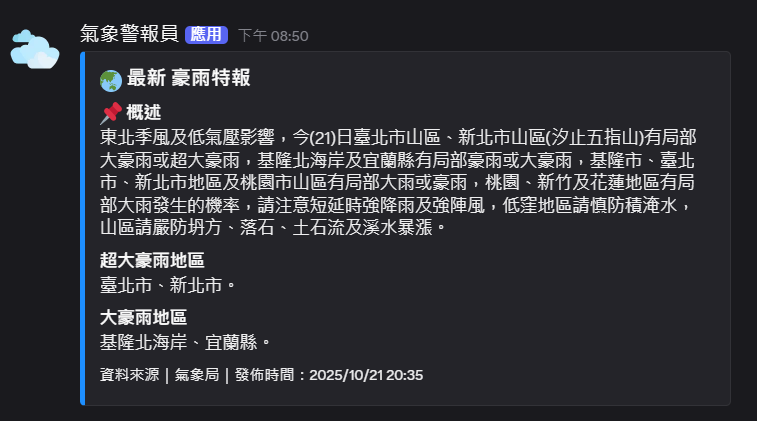 氣象警報員 應用 下午 08:50
最新 豪雨特報
概述
東北季風及低氣壓影響，今(21)日臺北市山區、新北市山區(汐止五指山)有局部
大豪雨或超大豪雨，基隆北海岸及宜蘭縣有局部豪雨或大豪雨，基隆市、臺北
市、新北市地區及桃園市山區有局部大雨或豪雨，桃園、新竹及花蓮地區有局
部大雨發生的機率，請注意短延時強降雨及強陣風，低窪地區請慎防積淹水，
山區請嚴防坍方、落石、土石流及溪水暴漲。
超大豪雨地區
臺北市、新北市。
大豪雨地區
基隆北海岸、宜蘭縣。
資料來源 | 氣象局 | 發佈時間：2025/10/21 20:35